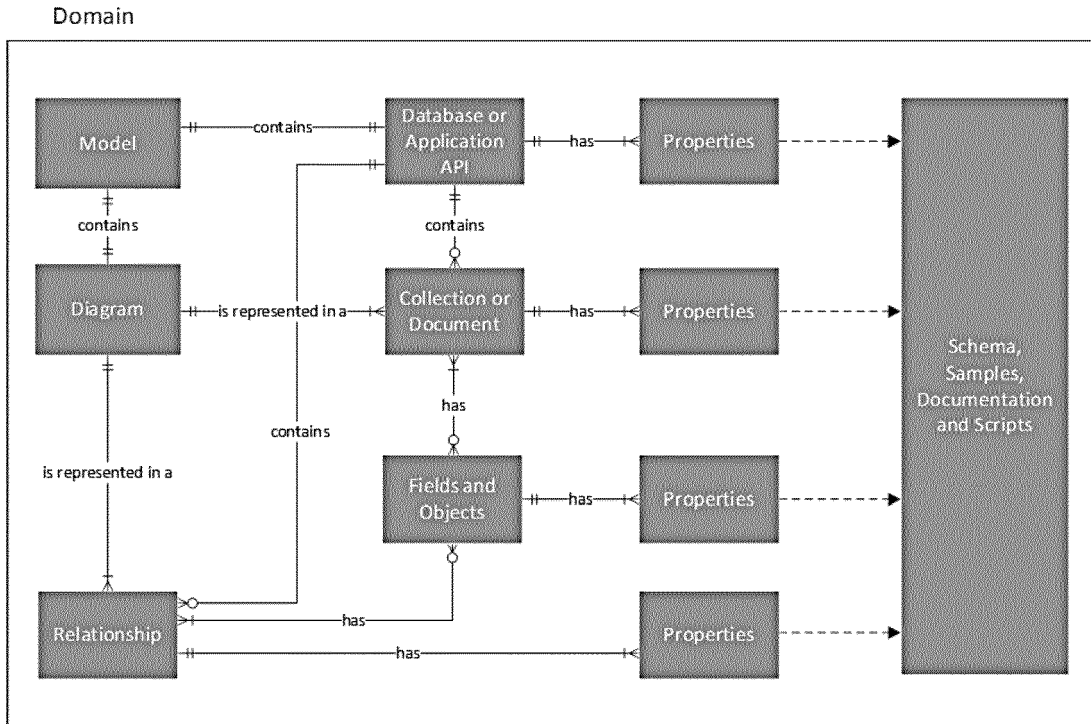 Domain
Model
contains
Database or
Application
API
has
Properties
contains
contains
Diagram
is represented in a
Collection or
Document
has
Properties
Schema,
Samples,
Documentation
and Scripts
has
contains
is represented in a
Fields and
Objects
has
Properties
Relationship
has
has
Properties